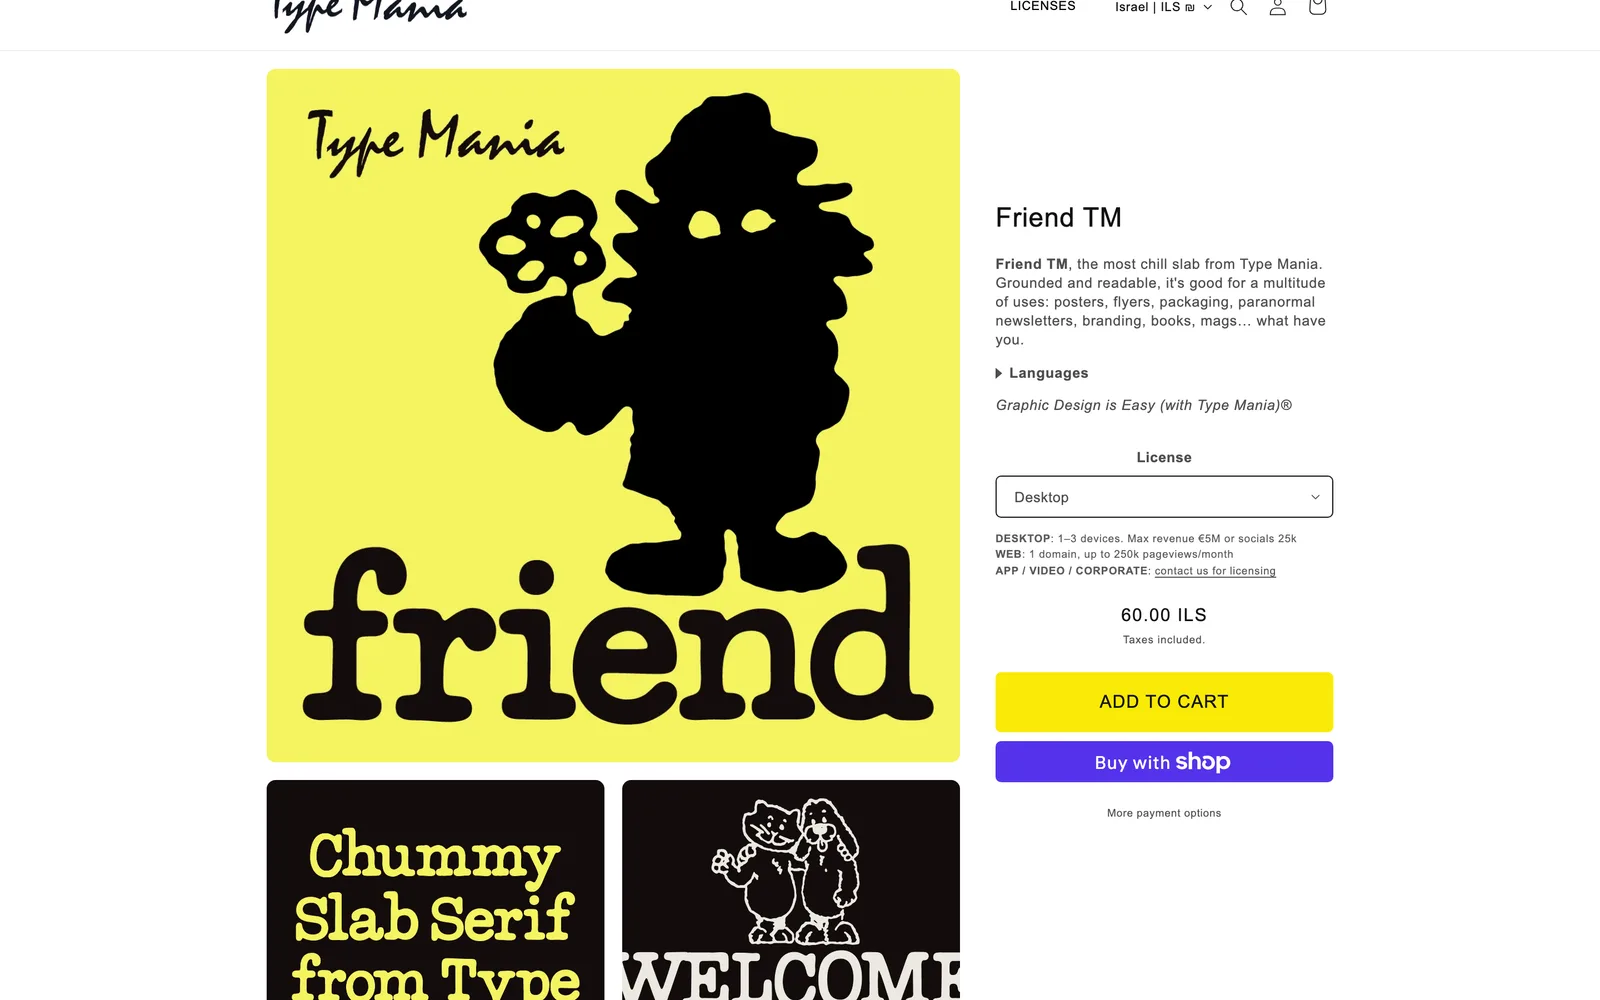 Type Mania
LICENSES
Israel | ILS ₪
Type Mania
friend
Friend TM
Friend TM, the most chill slab from Type Mania.
Grounded and readable, it's good for a multitude
of uses: posters, flyers, packaging, paranormal
newsletters, branding, books, mags... what have
you.
Languages
Graphic Design is Easy (with Type Mania)®
License
Desktop
DESKTOP: 1–3 devices. Max revenue €5M or socials 25k
WEB: 1 domain, up to 250k pageviews/month
APP / VIDEO / CORPORATE: contact us for licensing
60.00 ILS
Taxes included.
ADD TO CART
Buy with shop
More payment options
Chummy
Slab Serif
from Type
WELCOME